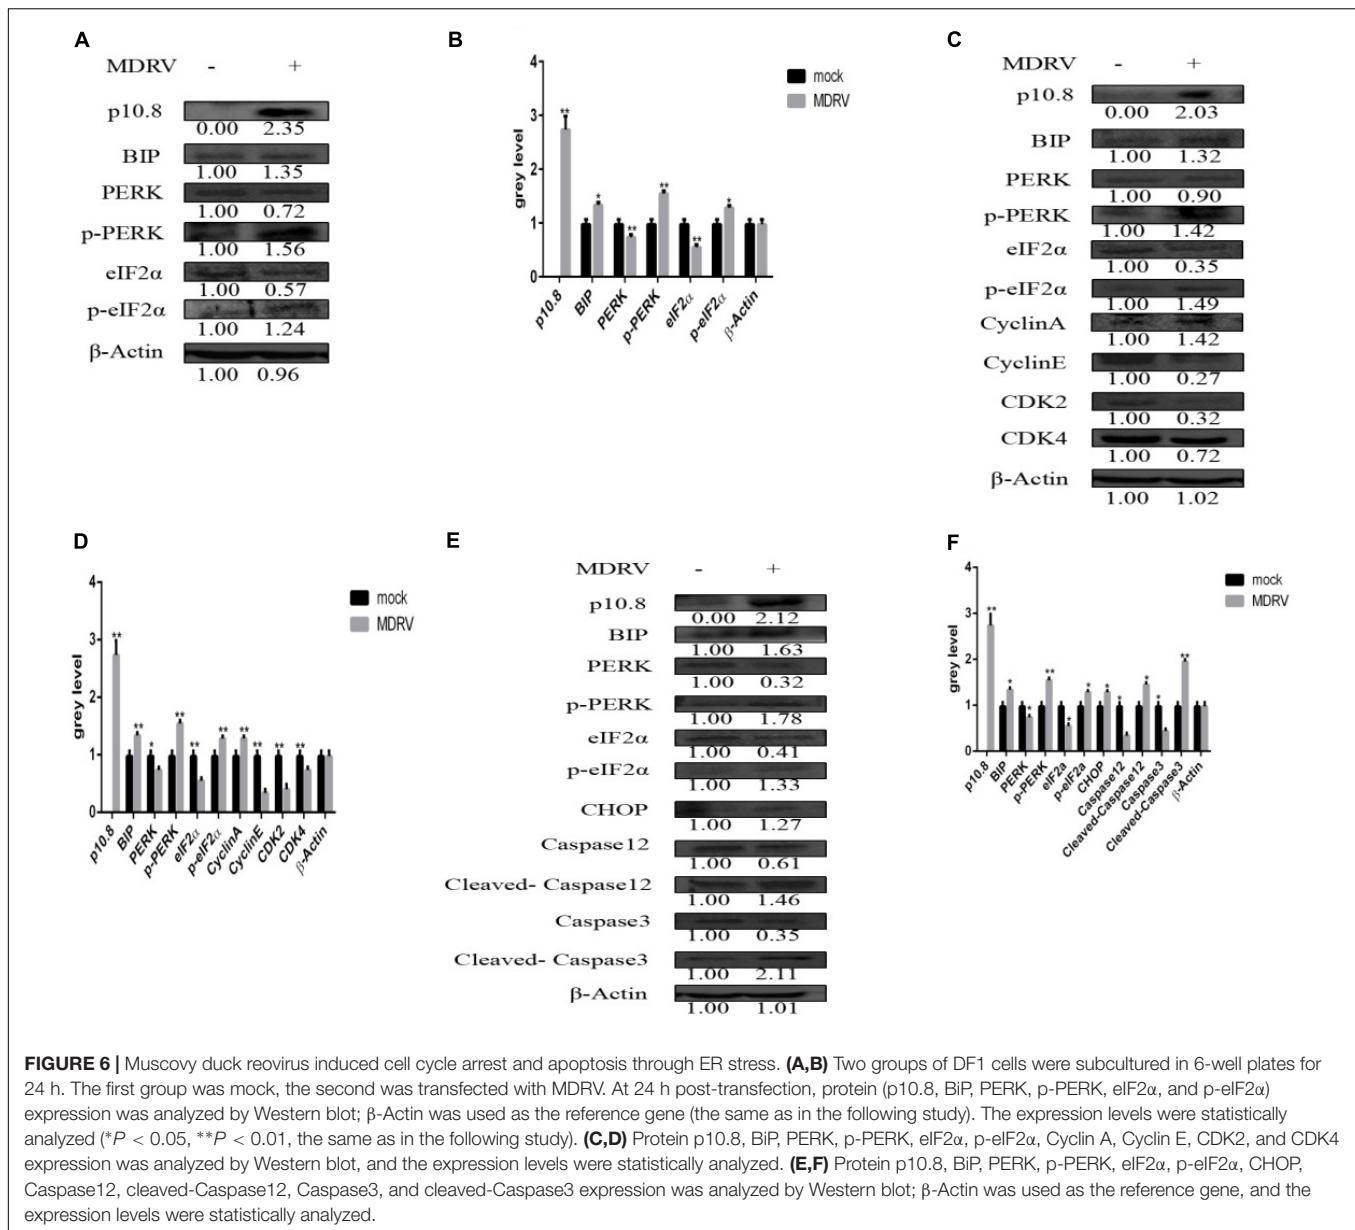 A
MDRV - +
p10.8
0.00 2.35
BIP
1.00 1.35
PERK
1.00 0.72
p-PERK
1.00 1.56
eIF2α
1.00 0.57
p-eIF2α
1.00 1.24
β-Actin
1.00 0.96
B
4
3
2
1
0
grey level
mock
MDRV
**
*
**
**
**
*
p10.8
BIP
PERK
p-PERK
eIF2α
p-eIF2α
β-Actin
C
MDRV - +
p10.8
0.00 2.03
BIP
1.00 1.32
PERK
1.00 0.90
p-PERK
1.00 1.42
eIF2α
1.00 0.35
p-eIF2α
1.00 1.49
CyclinA
1.00 1.42
CyclinE
1.00 0.27
CDK2
1.00 0.32
CDK4
1.00 0.72
β-Actin
1.00 1.02
D
4
3
2
1
0
grey level
mock
MDRV
**
**
*
**
**
**
**
**
**
**
p10.8
BIP
PERK
p-PERK
eIF2α
p-eIF2α
CyclinA
CyclinE
CDK2
CDK4
β-Actin
E
MDRV - +
p10.8
0.00 2.12
BIP
1.00 1.63
PERK
1.00 0.32
p-PERK
1.00 1.78
eIF2α
1.00 0.41
p-eIF2α
1.00 1.33
CHOP
1.00 1.27
Caspase12
1.00 0.61
Cleaved- Caspase12
1.00 1.46
Caspase3
1.00 0.35
Cleaved- Caspase3
1.00 2.11
β-Actin
1.00 1.01
F
4
3
2
1
0
grey level
mock
MDRV
**
*
*
**
*
*
*
*
*
*
**
p10.8
BIP
PERK
p-PERK
eIF2a
p-eIF2a
CHOP
Caspase12
Cleaved-Caspase12
Caspase3
Cleaved-Caspase3
β-Actin
FIGURE 6 | Muscovy duck reovirus induced cell cycle arrest and apoptosis through ER stress. (A,B) Two groups of DF1 cells were subcultured in 6-well plates for
24 h. The first group was mock, the second was transfected with MDRV. At 24 h post-transfection, protein (p10.8, BiP, PERK, p-PERK, eIF2α, and p-eIF2α)
expression was analyzed by Western blot; β-Actin was used as the reference gene (the same as in the following study). The expression levels were statistically
analyzed (*P < 0.05, **P < 0.01, the same as in the following study). (C,D) Protein p10.8, BiP, PERK, p-PERK, eIF2α, p-eIF2α, Cyclin A, Cyclin E, CDK2, and CDK4
expression was analyzed by Western blot, and the expression levels were statistically analyzed. (E,F) Protein p10.8, BiP, PERK, p-PERK, eIF2α, p-eIF2α, CHOP,
Caspase12, cleaved-Caspase12, Caspase3, and cleaved-Caspase3 expression was analyzed by Western blot; β-Actin was used as the reference gene, and the
expression levels were statistically analyzed.